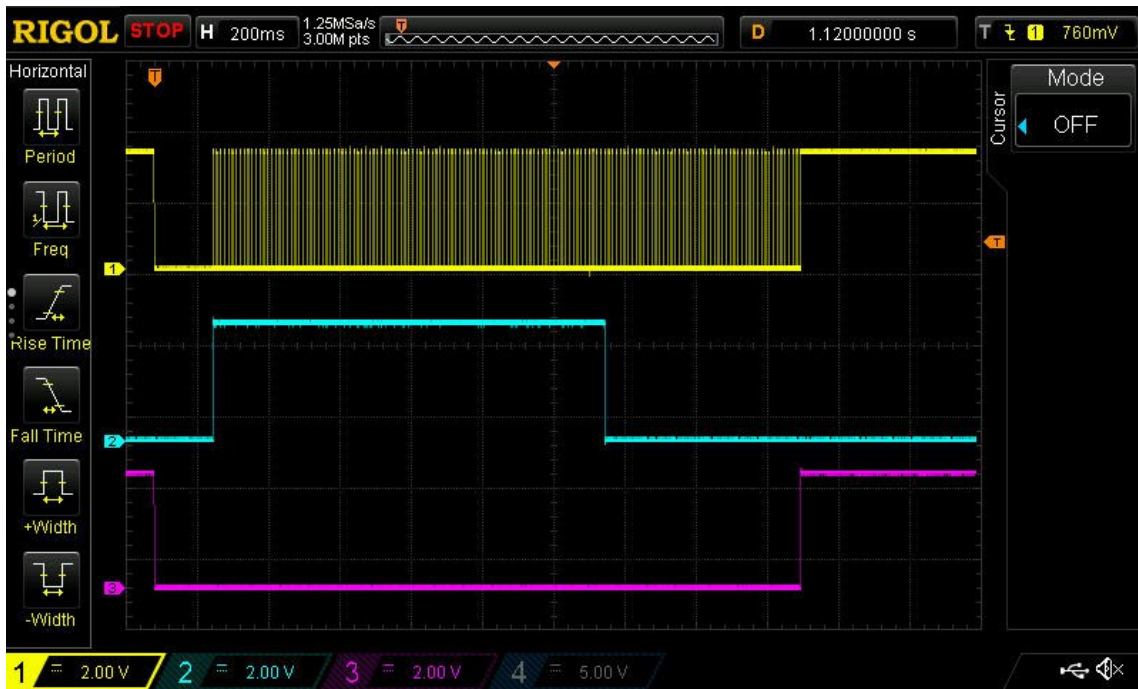 RIGOL STOP H 200ms 1.25MSa/s 3.00M pts T D 1.12000000 s T 1 760mV
Horizontal
Period
Freq
Rise Time
Fall Time
+Width
-Width
T
1
2
3
T
Cursor
Mode
OFF
1 = 2.00 V 2 = 2.00 V 3 = 2.00 V 4 = 5.00 V